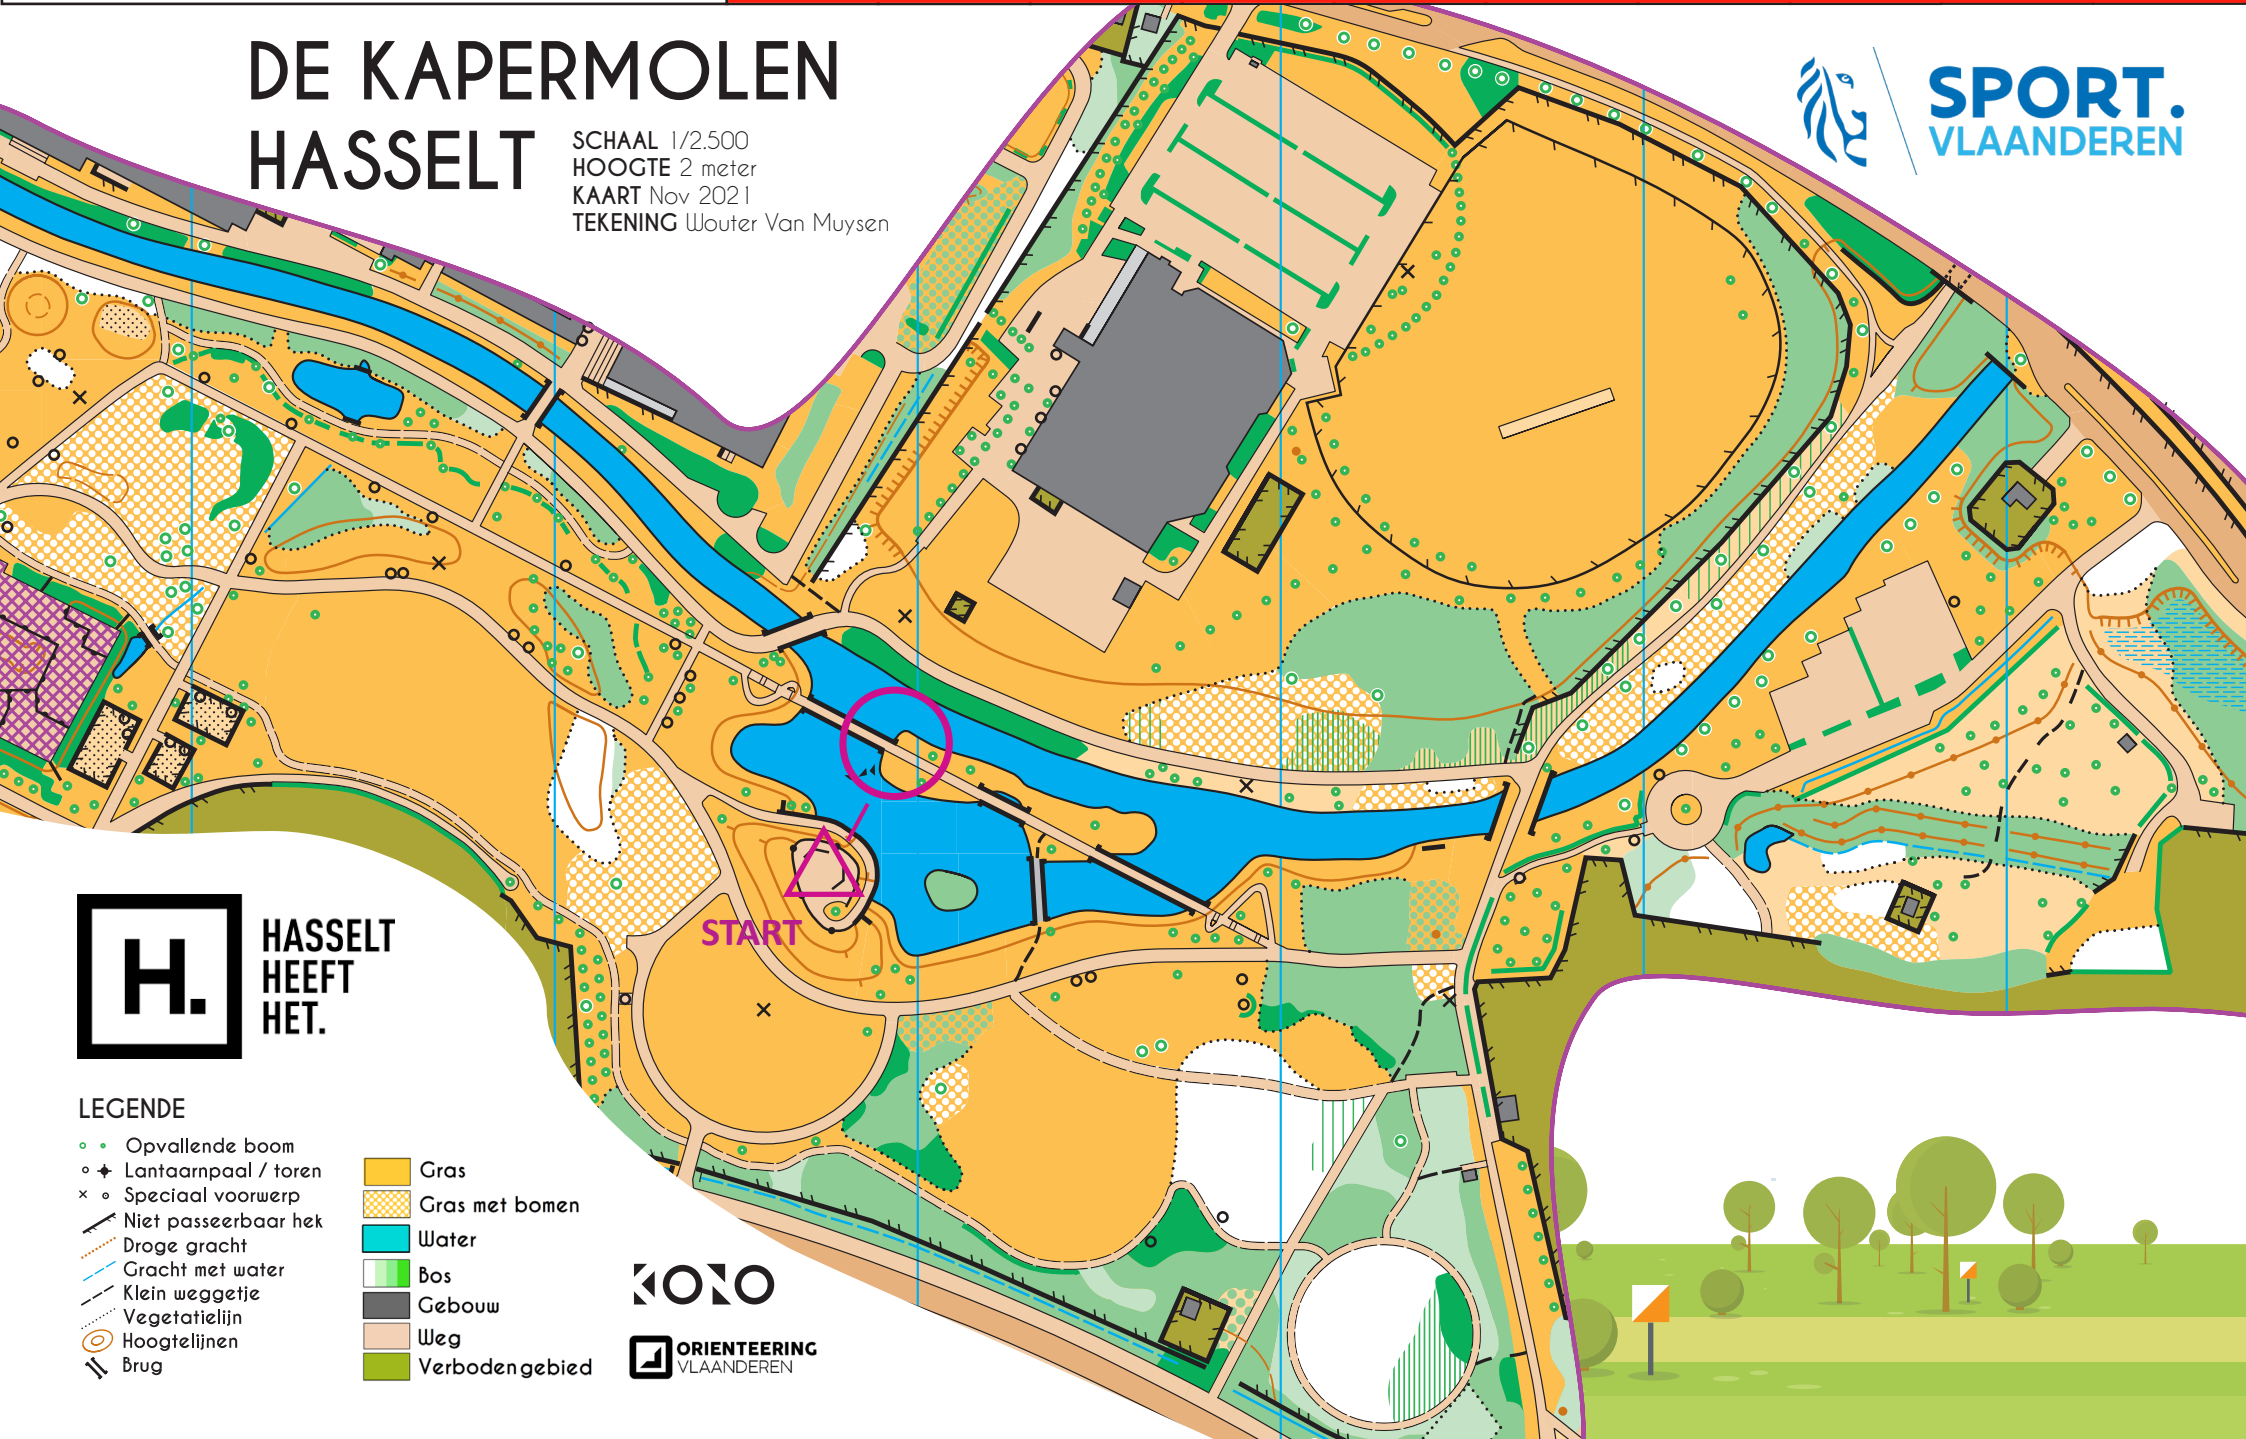 DE KAPERMOLEN
HASSELT
SCHAAL 1/2.500
HOOGTE 2 meter
KAART Nov 2021
TEKENING Wouter Van Muysen
SPORT.
VLAANDEREN
START
H.
HASSELT
HEEFT
HET.
LEGENDE
Opvallende boom
Lantaarnpaal / toren
Speciaal voorwerp
Niet passeerbaar hek
Droge gracht
Gracht met water
Klein weggetje
Vegetatielijn
Hoogtelijnen
Brug
Gras
Gras met bomen
Water
Bos
Gebouw
Weg
Verboden gebied
KOKO
ORIENTEERING
VLAANDEREN